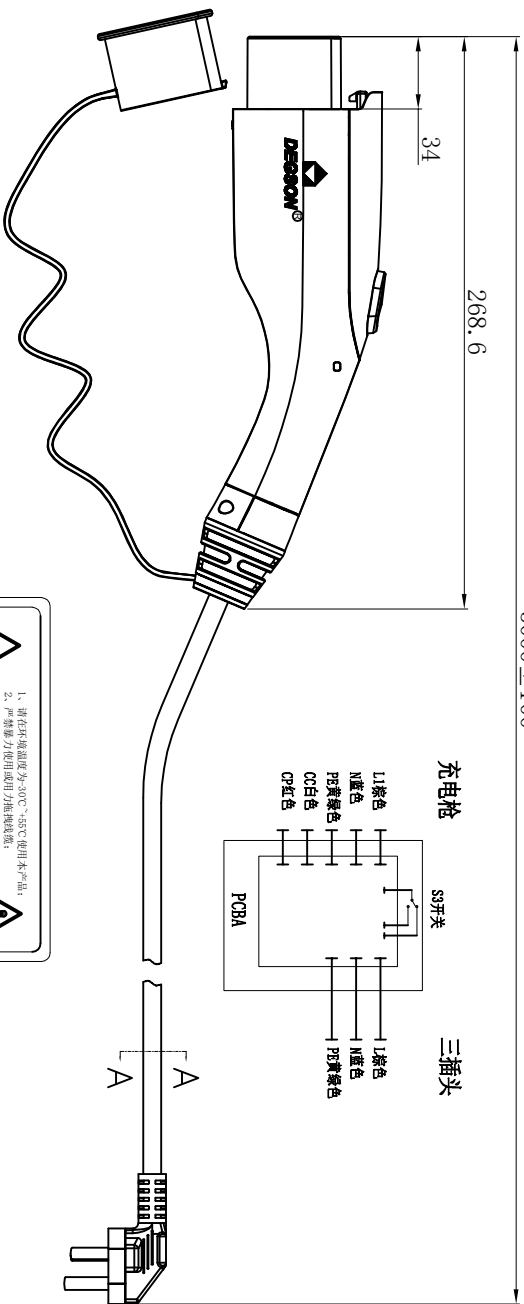 34
268.6
DEGSON®
充电枪
L1棕色
N蓝色
PE黄绿色
CC白色
CP红色
S3开关
PCBA
三插头
L棕色
N蓝色
PE黄绿色
A
A
1、请在环境温度为-30℃~+55℃使用本产品;
2、严禁暴力使用或用力拖拽线缆;